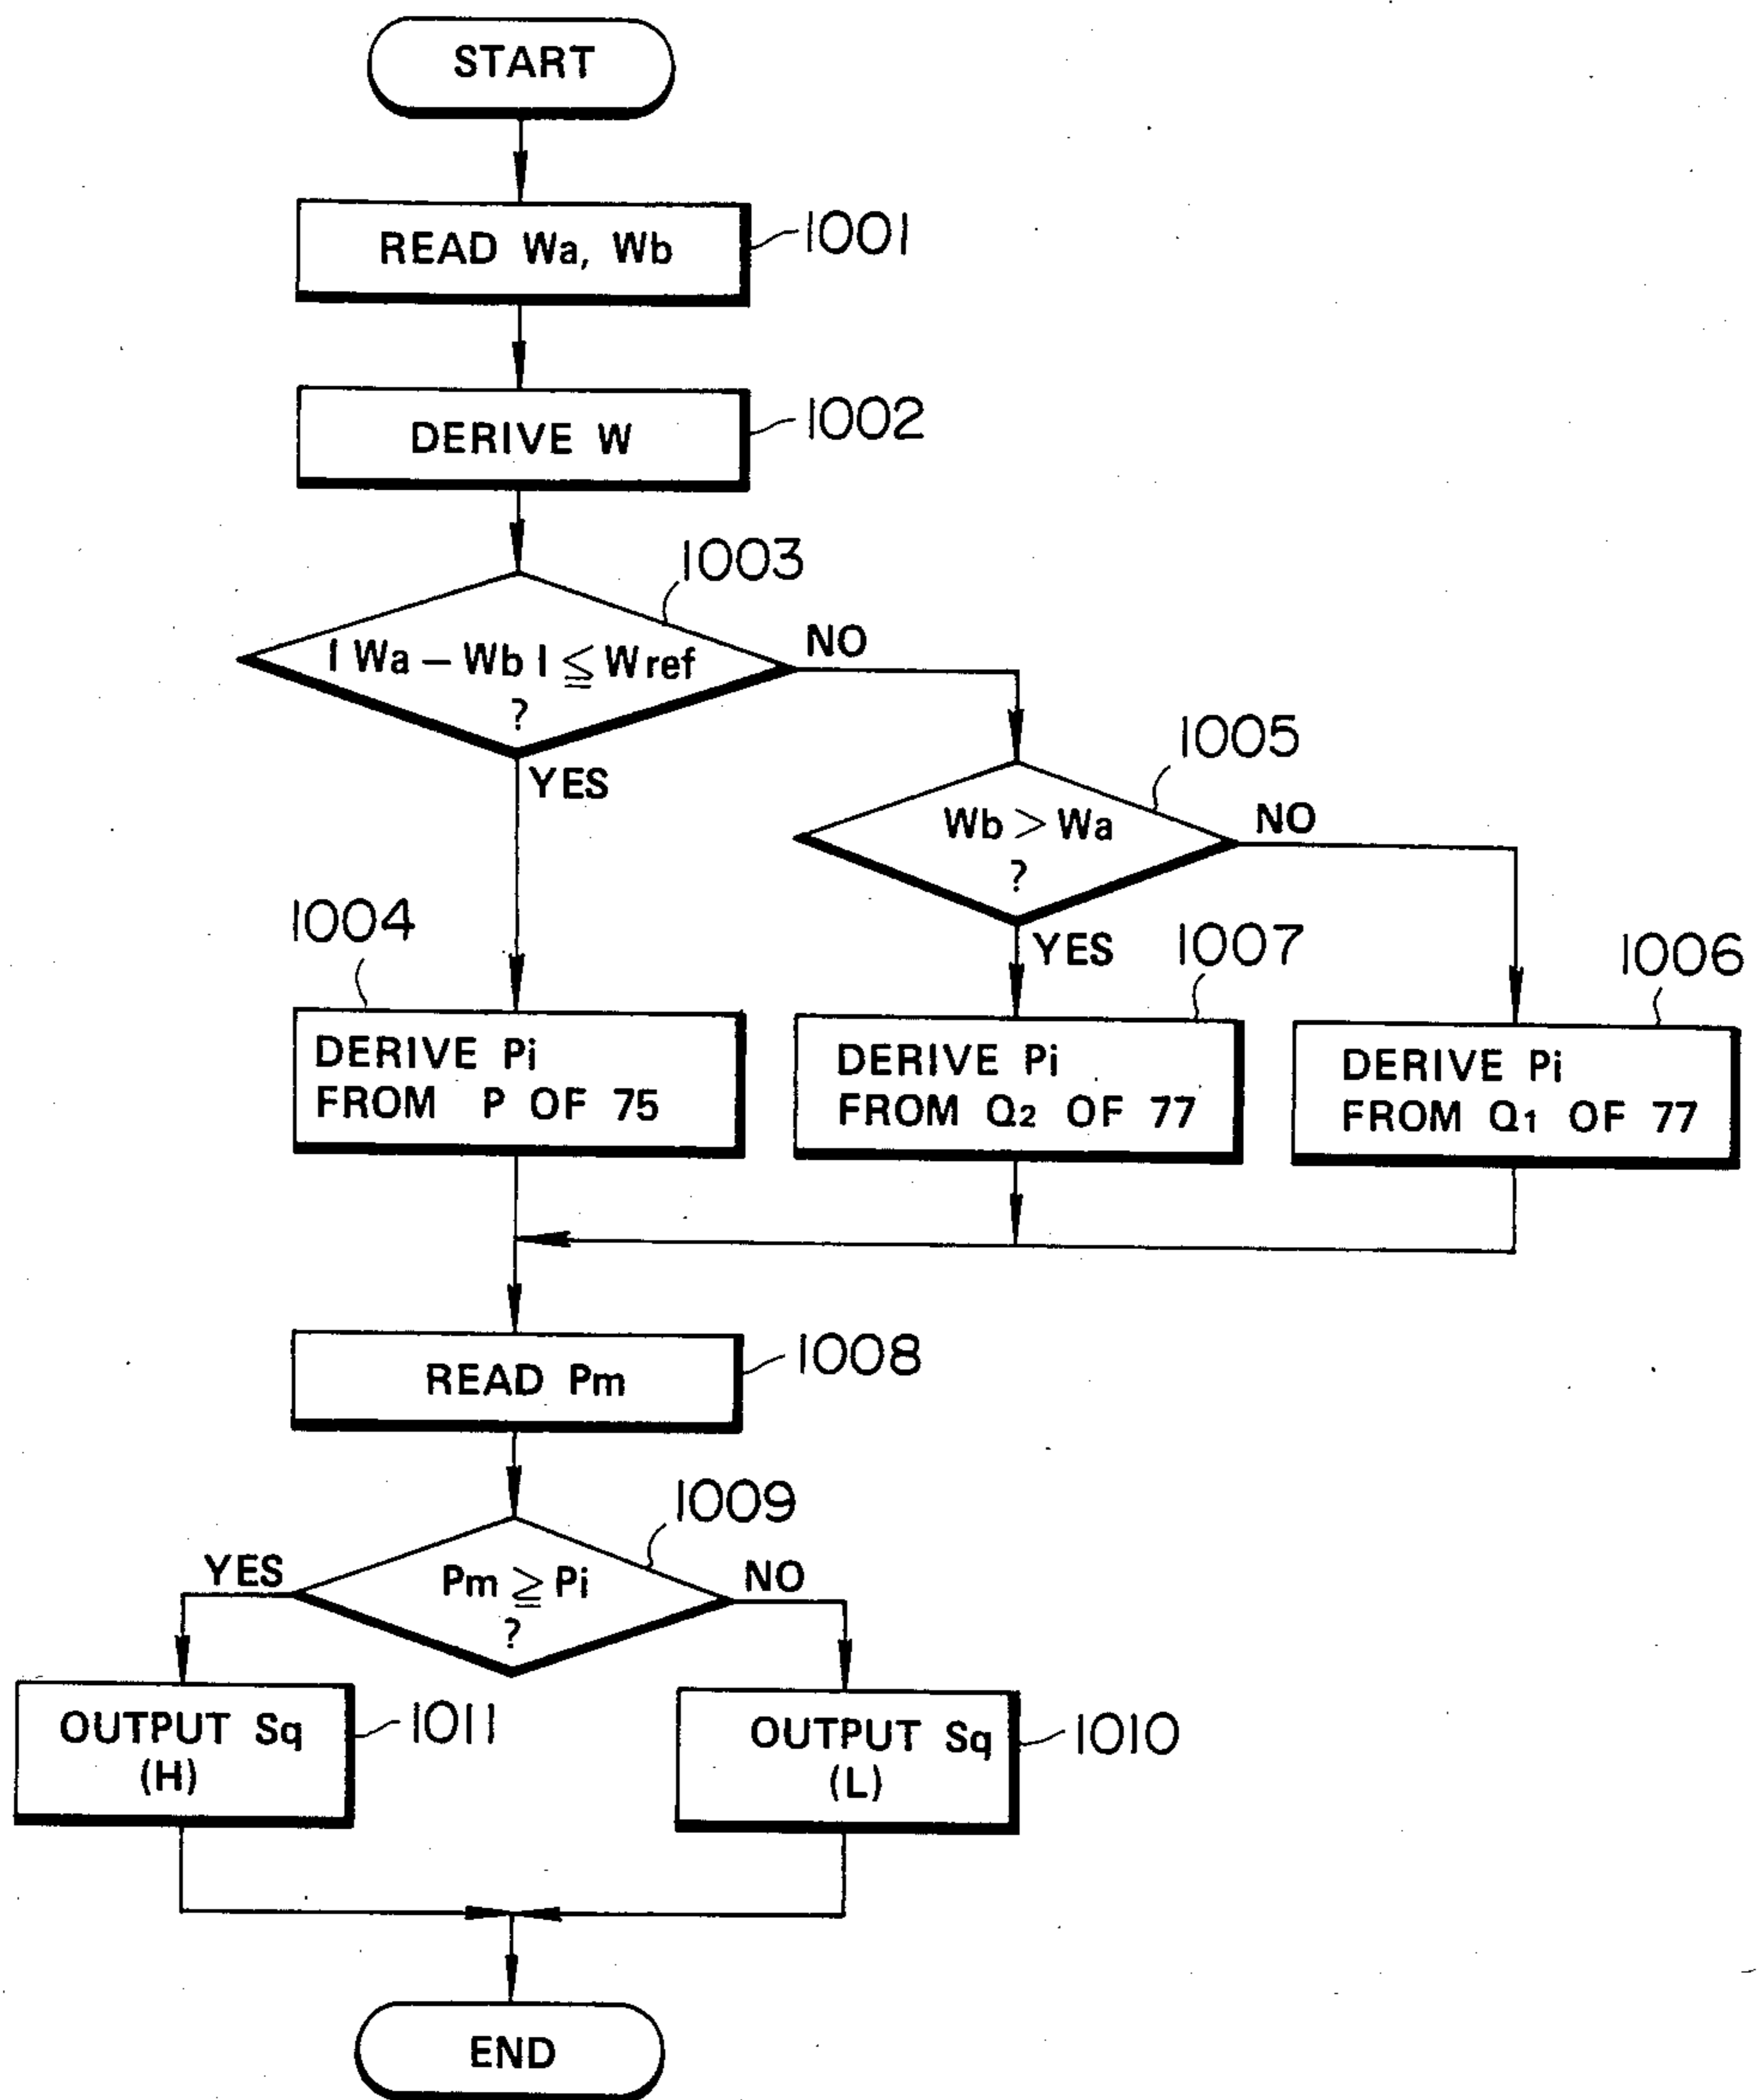 START
READ Wa, Wb
1001
DERIVE W
1002
1003
| Wa – Wb | ≦ Wref
?
NO
YES
1005
Wb > Wa
?
NO
YES
1004
DERIVE Pi
FROM P OF 75
1007
DERIVE Pi
FROM Q2 OF 77
1006
DERIVE Pi
FROM Q1 OF 77
READ Pm
1008
1009
Pm ≧ Pi
?
YES
NO
OUTPUT Sq
(H)
1011
OUTPUT Sq
(L)
1010
END